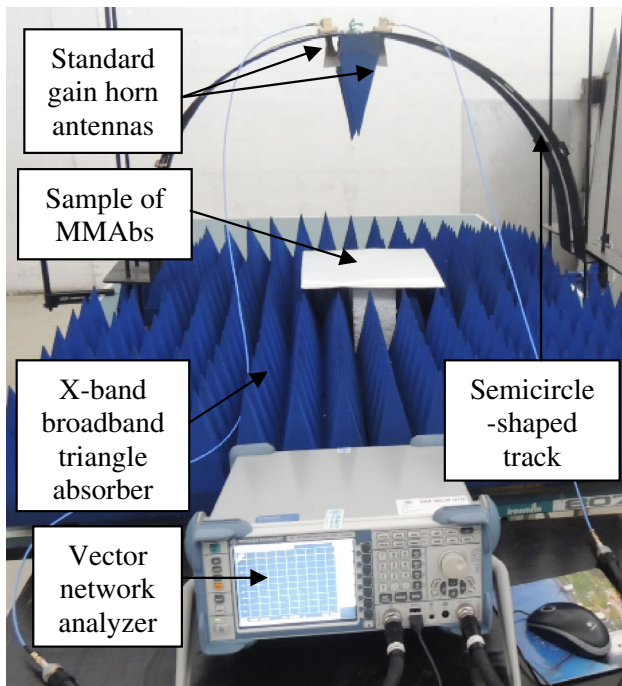 Standard
gain horn
antennas
Sample of
MMAbs
X-band
broadband
triangle
absorber
Semicircle
-shaped
track
Vector
network
analyzer